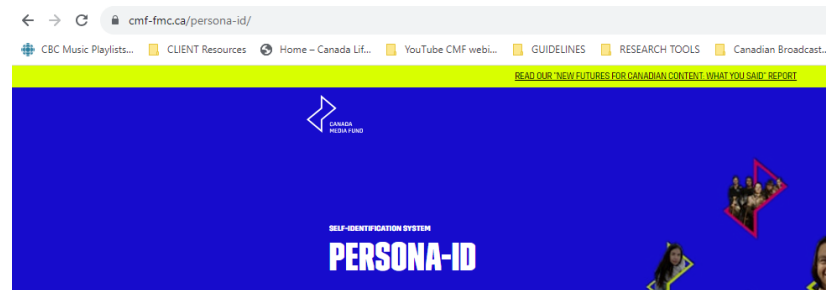 cmf-fmc.ca/persona-id/
CBC Music Playlists... CLIENT Resources Home – Canada Lif... YouTube CMF webi... GUIDELINES RESEARCH TOOLS Canadian Broadcast...
READ OUR "NEW FUTURES FOR CANADIAN CONTENT. WHAT YOU SAID" REPORT
CANADA
MEDIA FUND
SELF-IDENTIFICATION SYSTEM
PERSONA-ID